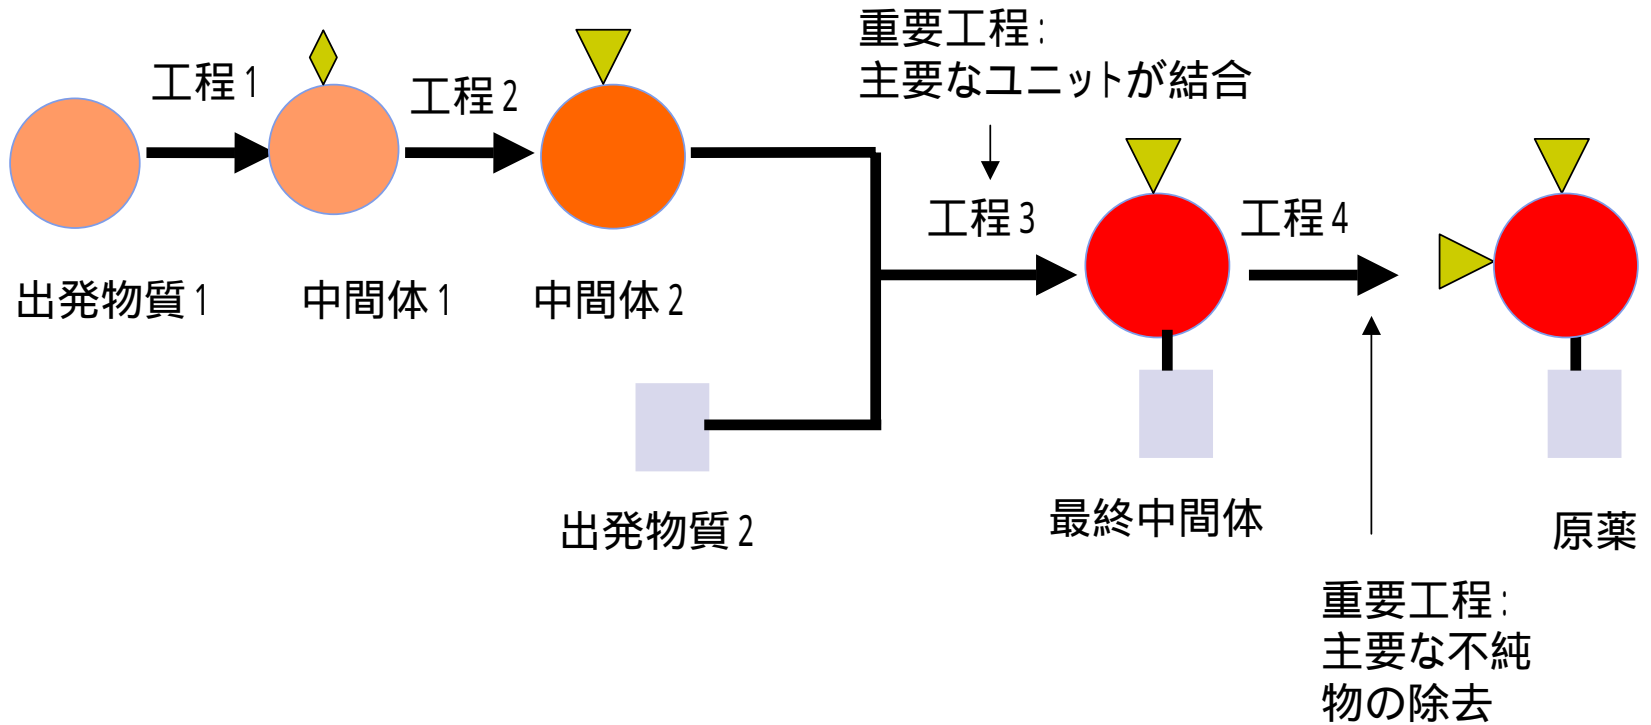 重要工程:
主要なユニットが結合
工程1
工程2
工程3
工程4
出発物質1
中間体1
中間体2
出発物質2
最終中間体
原薬
重要工程:
主要な不純
物の除去